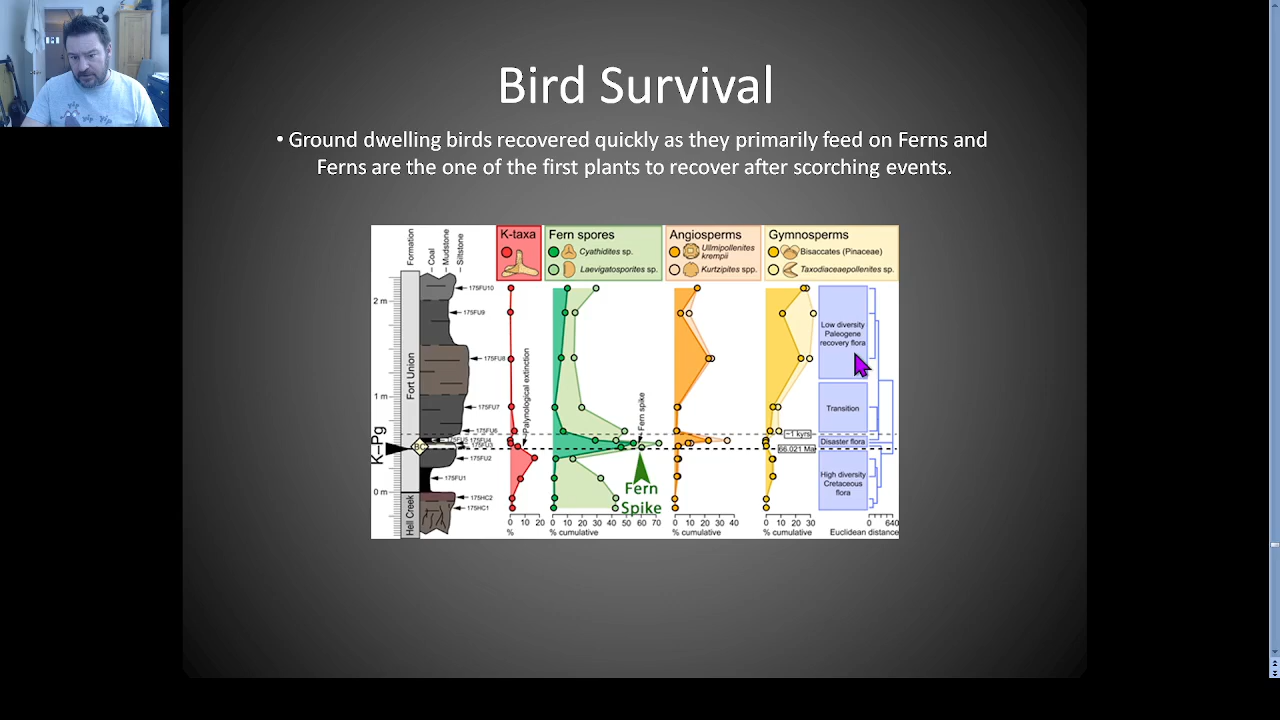 Bird Survival
• Ground dwelling birds recovered quickly as they primarily feed on Ferns and
Ferns are the one of the first plants to recover after scorching events.
Formation
Coal
Mudstone
Siltstone
K-taxa
Fern spores
Cyathidites sp.
Laevigatosporites sp.
Angiosperms
Ulmipollenites
krempii
Kurtzipites spp.
Gymnosperms
Bisaccates (Pinaceae)
Taxodiaceaepollenites sp.
2 m
1 m
0 m
K–Pg
Fort Union
Hell Creek
175FU10
175FU9
175FU8
175FU7
175FU6
175FU5
175FU4
175FU3
175FU2
175FU1
175HC2
175HC1
Palynological extinction
Fern spike
Fern
Spike
~1 kyrs
66.021 Ma
Low diversity
Paleogene
recovery flora
Transition
Disaster flora
High diversity
Cretaceous
flora
0 10 20
%
0 10 20 30 40 50 60 70
% cumulative
0 10 20 30 40
% cumulative
0 10 20 30
% cumulative
0 640
Euclidean distance